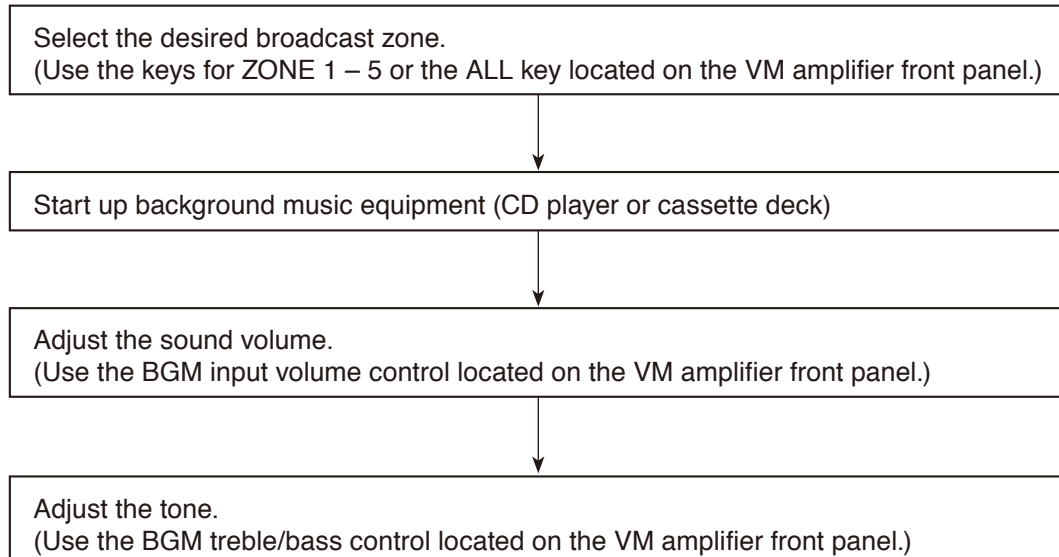 Select the desired broadcast zone.
(Use the keys for ZONE 1 – 5 or the ALL key located on the VM amplifier front panel.)
Start up background music equipment (CD player or cassette deck)
Adjust the sound volume.
(Use the BGM input volume control located on the VM amplifier front panel.)
Adjust the tone.
(Use the BGM treble/bass control located on the VM amplifier front panel.)